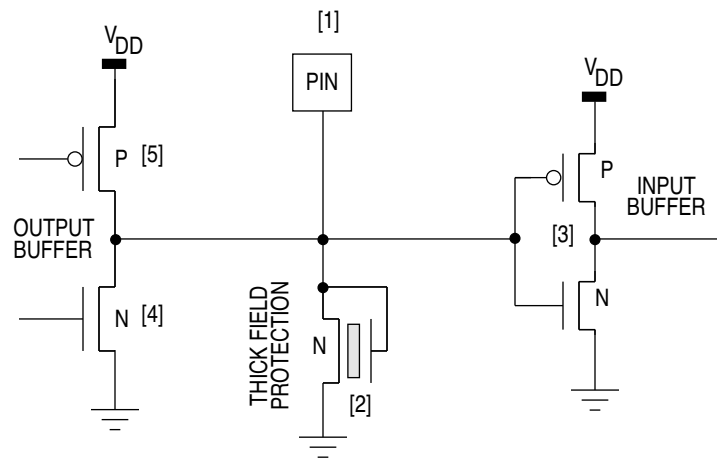 [1]
VDD
PIN
VDD
P [5]
P
INPUT
BUFFER
OUTPUT
BUFFER
[3]
N [4]
N
THICK FIELD
PROTECTION
N
[2]